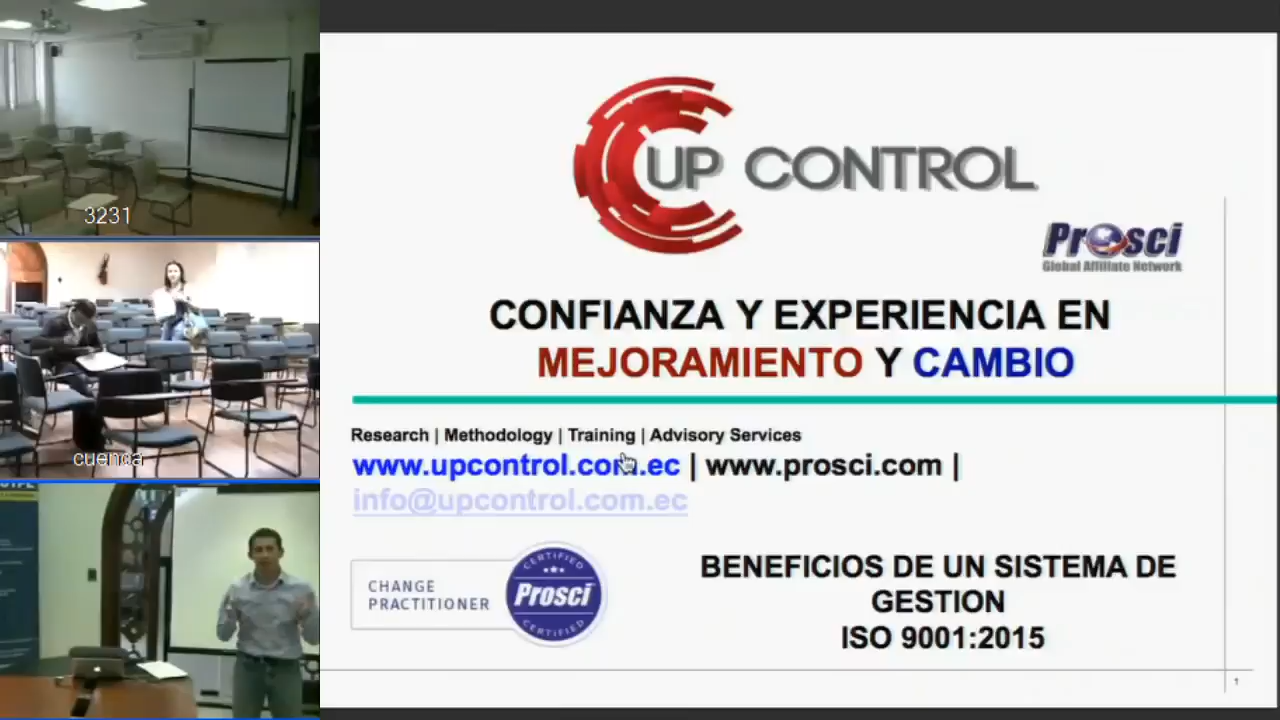 3231
cuenca
UP CONTROL
Prosci
Global Affiliate Network
CONFIANZA Y EXPERIENCIA EN
MEJORAMIENTO Y CAMBIO
Research | Methodology | Training | Advisory Services
www.upcontrol.com.ec | www.prosci.com |
info@upcontrol.com.ec
CHANGE
PRACTITIONER
CERTIFIED
Prosci
CERTIFIED
BENEFICIOS DE UN SISTEMA DE
GESTION
ISO 9001:2015
1